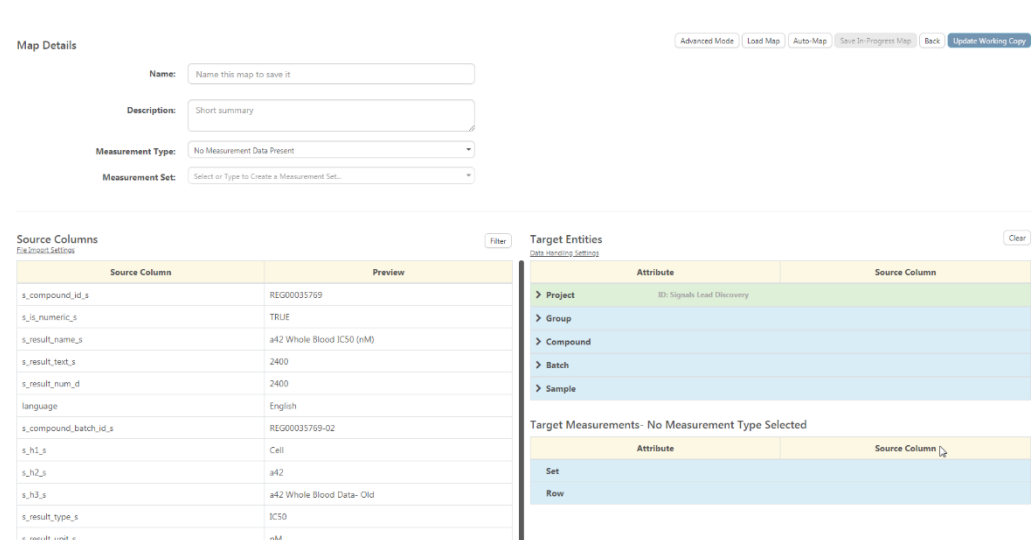 Map Details
Advanced Mode Load Map Auto-Map Save In-Progress Map Back Update Working Copy
Name: Name this map to save it
Description: Short summary
Measurement Type: No Measurement Data Present
Measurement Set: Select or Type to Create a Measurement Set...
Source Columns Filter
File Import Settings
Source Column Preview
s_compound_id_s REG00035769
s_is_numeric_s TRUE
s_result_name_s a42 Whole Blood IC50 (nM)
s_result_text_s 2400
s_result_num_d 2400
language English
s_compound_batch_id_s REG00035769-02
s_h1_s Cell
s_h2_s a42
s_h3_s a42 Whole Blood Data- Old
s_result_type_s IC50
s_result_unit_s nM
Target Entities Clear
Data Handling Settings
Attribute Source Column
Project ID: Signals Lead Discovery
Group
Compound
Batch
Sample
Target Measurements- No Measurement Type Selected
Attribute Source Column
Set
Row